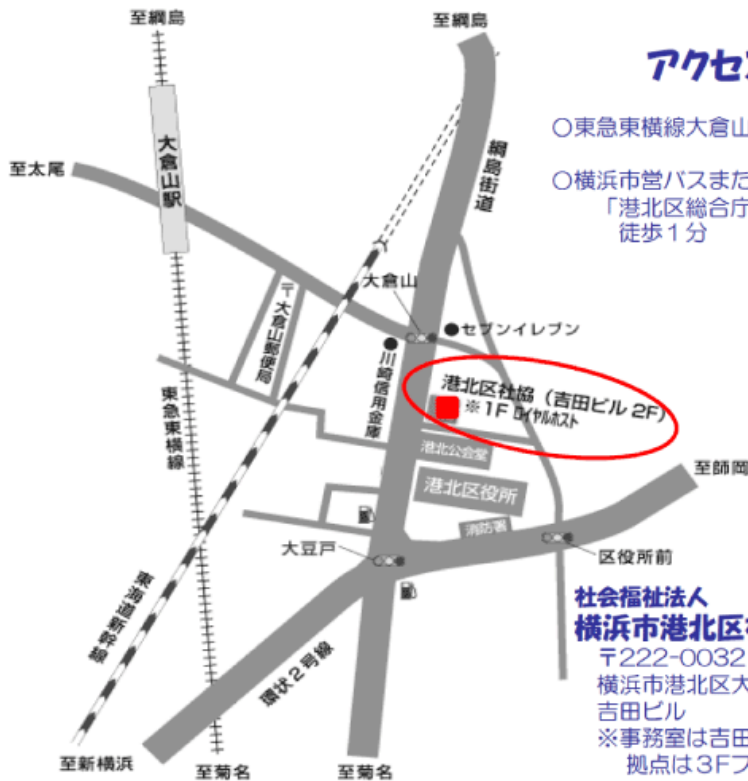 至綱島
至綱島
アクセ
○東急東横線大倉山
○横浜市営バスまた
「港北区総合庁
徒歩1分
大倉山駅
至太尾
綱島街道
大倉山
セブンイレブン
〒大倉山郵便局
川崎信用金庫
港北区社協（吉田ビル 2F）
※1F ロイヤルホスト
東急東横線
港北公会堂
港北区役所
至師岡
消防署
大豆戸
区役所前
東海道新幹線
環状2号線
社会福祉法人
横浜市港北区
〒222-0032
横浜市港北区大
吉田ビル
※事務室は吉田
拠点は3Fフ
至新横浜
至菊名
至菊名